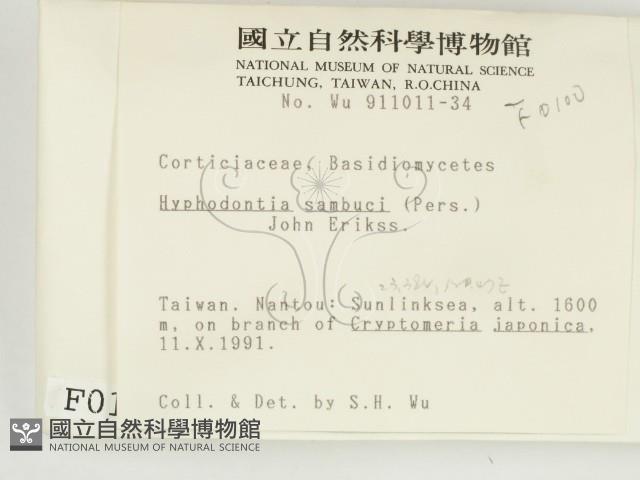 國立自然科學博物館
NATIONAL MUSEUM OF NATURAL SCIENCE
TAICHUNG, TAIWAN, R.O.CHINA
No. Wu 911011-34
F0100
Corticiaceae, Basidiomycetes
Hyphodontia sambuci (Pers.)
John Erikss.
Taiwan. Nantou: Sunlinksea, alt. 1600
m, on branch of Cryptomeria japonica,
11.X.1991.
Coll. & Det. by S.H. Wu
F01
國立自然科學博物館
NATIONAL MUSEUM OF NATURAL SCIENCE